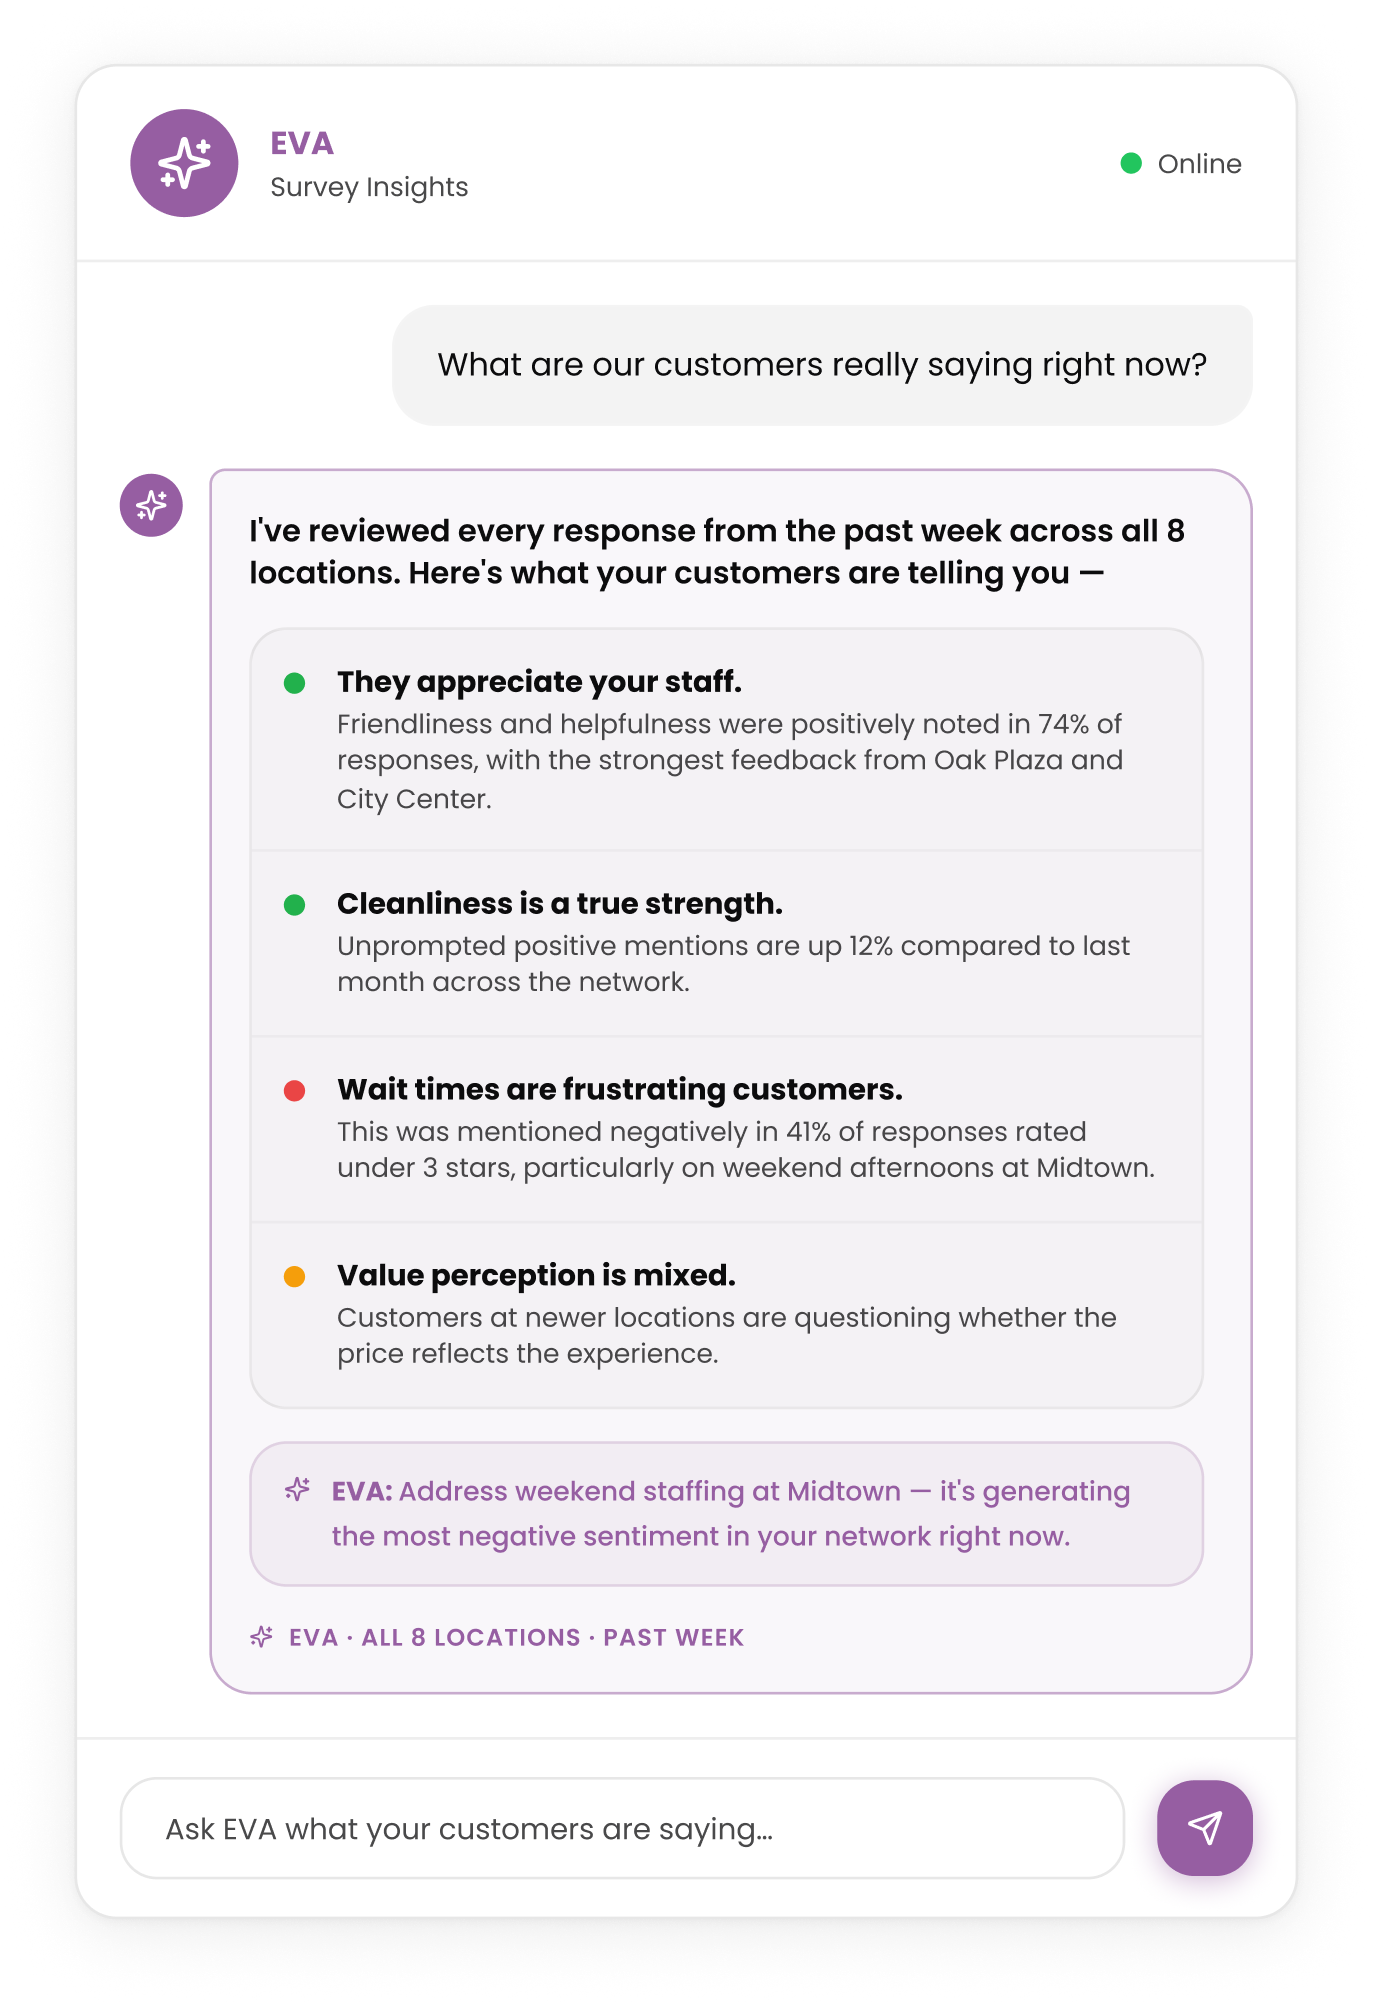 EVA
Survey Insights
Online
What are our customers really saying right now?
I've reviewed every response from the past week across all 8
locations. Here's what your customers are telling you —
They appreciate your staff.
Friendliness and helpfulness were positively noted in 74% of
responses, with the strongest feedback from Oak Plaza and
City Center.
Cleanliness is a true strength.
Unprompted positive mentions are up 12% compared to last
month across the network.
Wait times are frustrating customers.
This was mentioned negatively in 41% of responses rated
under 3 stars, particularly on weekend afternoons at Midtown.
Value perception is mixed.
Customers at newer locations are questioning whether the
price reflects the experience.
EVA: Address weekend staffing at Midtown — it's generating
the most negative sentiment in your network right now.
EVA · ALL 8 LOCATIONS · PAST WEEK
Ask EVA what your customers are saying...